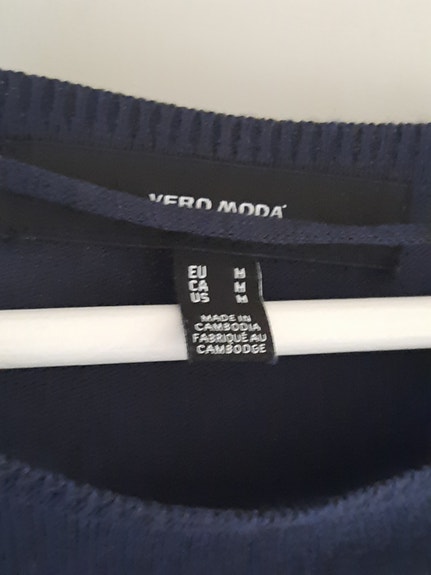 VERO MODA
EU M
CA M
US M
MADE IN
CAMBODIA
FABRIQUÉ AU
CAMBODGE